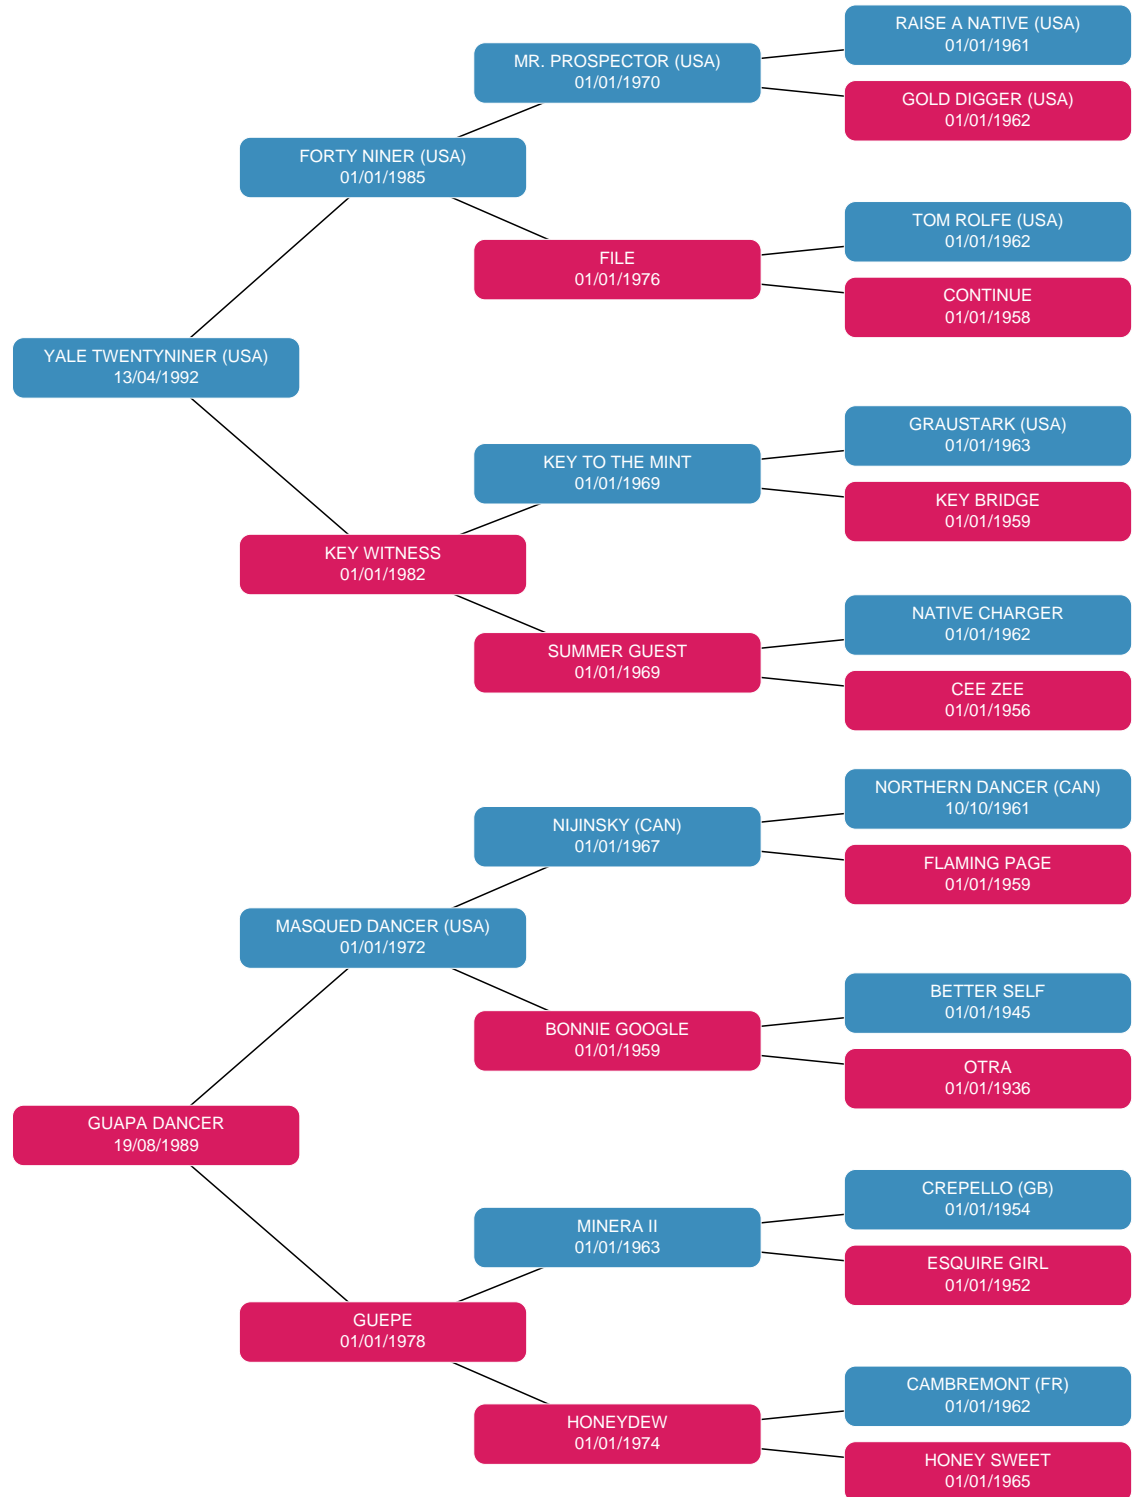 RAISE A NATIVE (USA)
01/01/1961
MR. PROSPECTOR (USA)
01/01/1970
GOLD DIGGER (USA)
01/01/1962
FORTY NINER (USA)
01/01/1985
TOM ROLFE (USA)
01/01/1962
FILE
01/01/1976
CONTINUE
01/01/1958
YALE TWENTYNINER (USA)
13/04/1992
GRAUSTARK (USA)
01/01/1963
KEY TO THE MINT
01/01/1969
KEY BRIDGE
01/01/1959
KEY WITNESS
01/01/1982
NATIVE CHARGER
01/01/1962
SUMMER GUEST
01/01/1969
CEE ZEE
01/01/1956
NORTHERN DANCER (CAN)
10/10/1961
NIJINSKY (CAN)
01/01/1967
FLAMING PAGE
01/01/1959
MASQUED DANCER (USA)
01/01/1972
BETTER SELF
01/01/1945
BONNIE GOOGLE
01/01/1959
OTRA
01/01/1936
GUAPA DANCER
19/08/1989
CREPELLO (GB)
01/01/1954
MINERA II
01/01/1963
ESQUIRE GIRL
01/01/1952
GUEPE
01/01/1978
CAMBREMONT (FR)
01/01/1962
HONEYDEW
01/01/1974
HONEY SWEET
01/01/1965